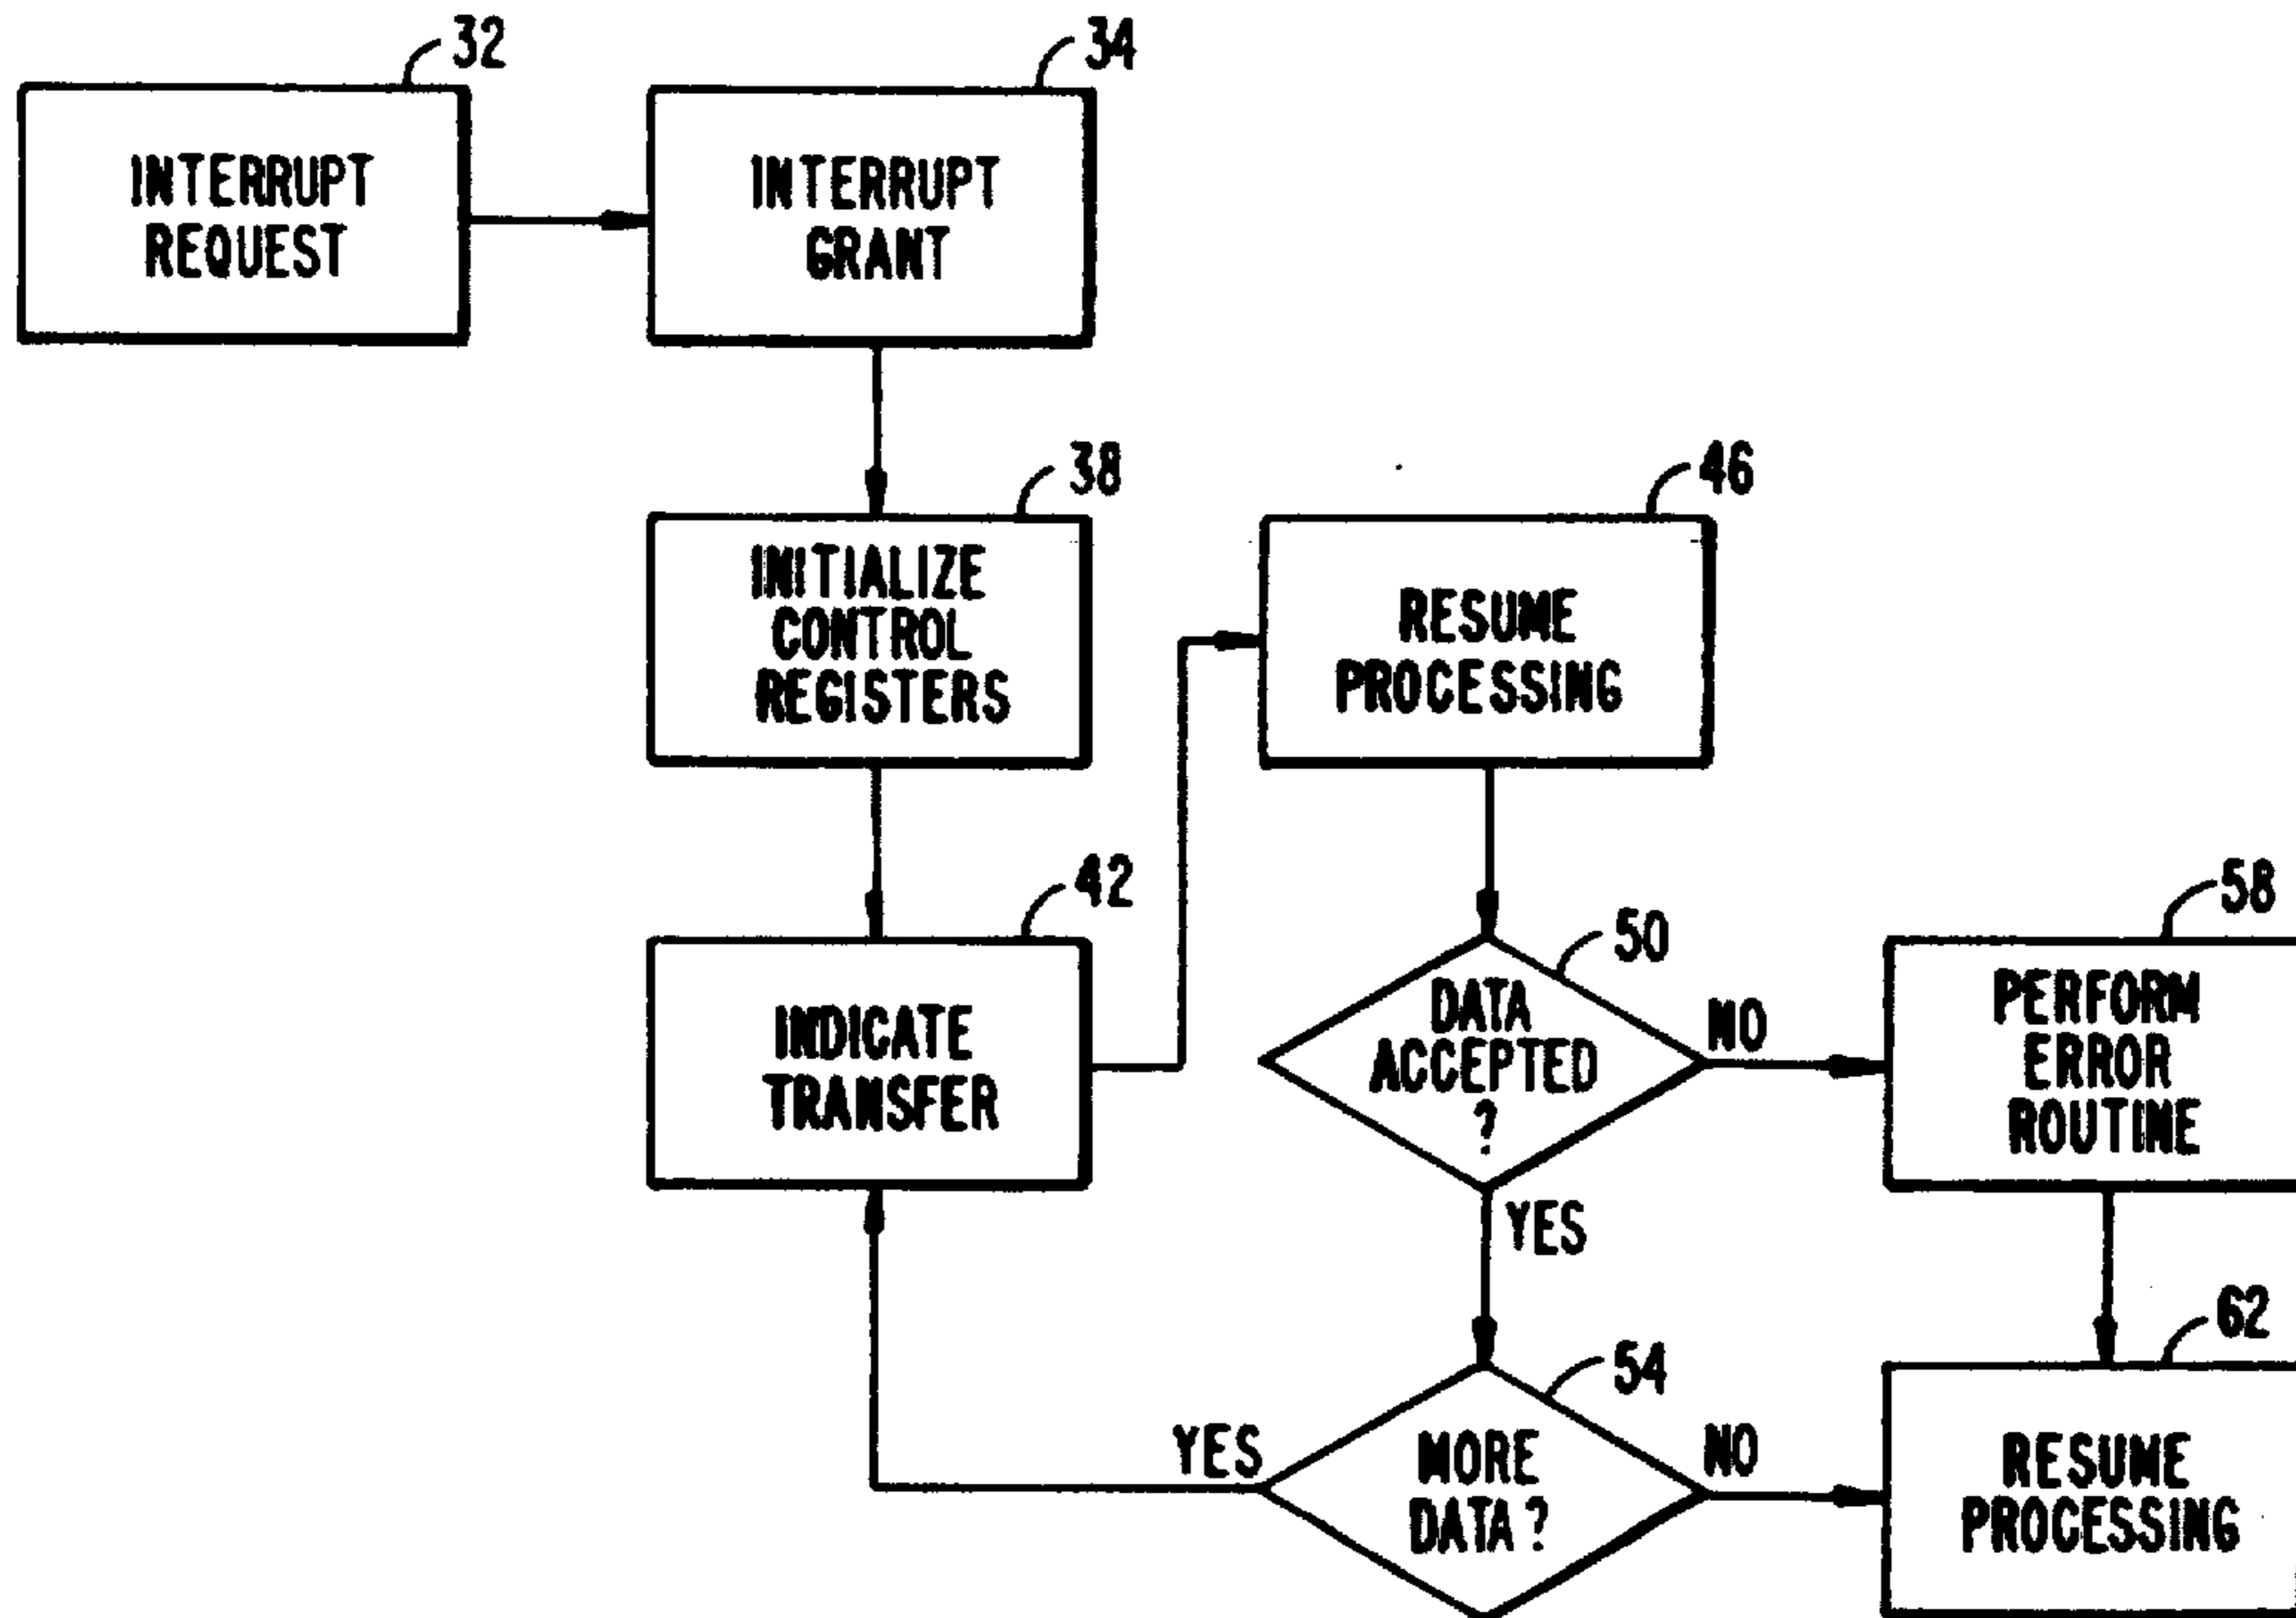 32
INTERRUPT
REQUEST
34
INTERRUPT
GRANT
38
INITIALIZE
CONTROL
REGISTERS
42
INDICATE
TRANSFER
46
RESUME
PROCESSING
50
DATA
ACCEPTED
?
NO
YES
58
PERFORM
ERROR
ROUTINE
54
MORE
DATA?
YES
NO
62
RESUME
PROCESSING